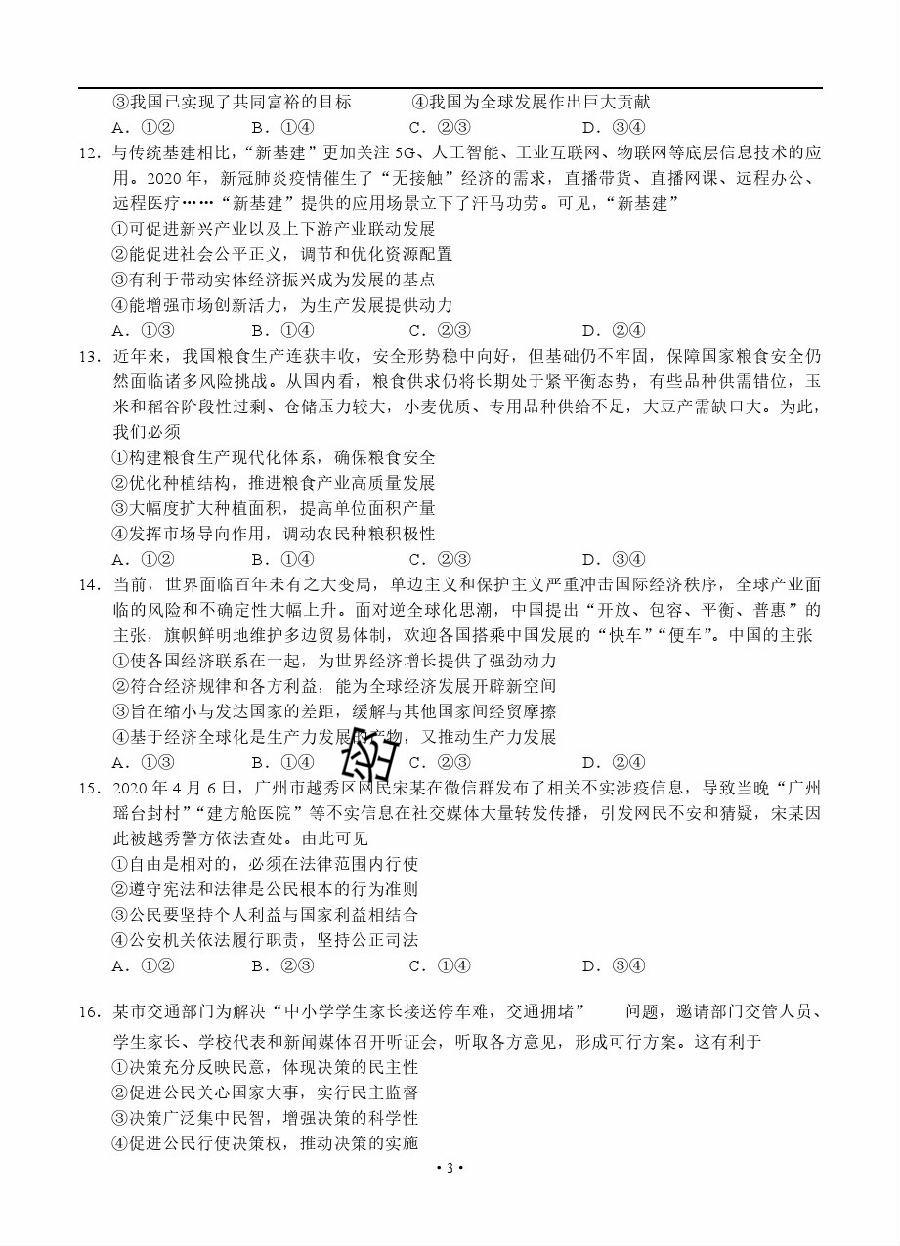 ③我国已实现了共同富裕的目标 ④我国为全球发展作出巨大贡献
A．①② B．①④ C．②③ D．③④
12．与传统基建相比，“新基建”更加关注 5G、人工智能、工业互联网、物联网等底层信息技术的应
用。2020 年，新冠肺炎疫情催生了“无接触”经济的需求，直播带货、直播网课、远程办公、
远程医疗……“新基建”提供的应用场景立下了汗马功劳。可见，“新基建”
①可促进新兴产业以及上下游产业联动发展
②能促进社会公平正义，调节和优化资源配置
③有利于带动实体经济振兴成为发展的基点
④能增强市场创新活力，为生产发展提供动力
A．①③ B．①④ C．②③ D．②④
13．近年来，我国粮食生产连获丰收，安全形势稳中向好，但基础仍不牢固，保障国家粮食安全仍
然面临诸多风险挑战。从国内看，粮食供求仍将长期处于紧平衡态势，有些品种供需错位，玉
米和稻谷阶段性过剩、仓储压力较大，小麦优质、专用品种供给不足，大豆产需缺口大。为此，
我们必须
①构建粮食生产现代化体系，确保粮食安全
②优化种植结构，推进粮食产业高质量发展
③大幅度扩大种植面积，提高单位面积产量
④发挥市场导向作用，调动农民种粮积极性
A．①② B．①④ C．②③ D．③④
14．当前，世界面临百年未有之大变局，单边主义和保护主义严重冲击国际经济秩序，全球产业面
临的风险和不确定性大幅上升。面对逆全球化思潮，中国提出“开放、包容、平衡、普惠”的
主张，旗帜鲜明地维护多边贸易体制，欢迎各国搭乘中国发展的“快车”“便车”。中国的主张
①使各国经济联系在一起，为世界经济增长提供了强劲动力
②符合经济规律和各方利益，能为全球经济发展开辟新空间
③旨在缩小与发达国家的差距，缓解与其他国家间经贸摩擦
④基于经济全球化是生产力发展的产物，又推动生产力发展
A．①③ B．①④ C．②③ D．②④
15．2020 年 4 月 6 日，广州市越秀区网民宋某在微信群发布了相关不实涉疫信息，导致当晚“广州
瑶台封村”“建方舱医院”等不实信息在社交媒体大量转发传播，引发网民不安和猜疑，宋某因
此被越秀警方依法查处。由此可见
①自由是相对的，必须在法律范围内行使
②遵守宪法和法律是公民根本的行为准则
③公民要坚持个人利益与国家利益相结合
④公安机关依法履行职责，坚持公正司法
A．①② B．②③ C．①④ D．③④
16．某市交通部门为解决“中小学学生家长接送停车难，交通拥堵” 问题，邀请部门交管人员、
学生家长、学校代表和新闻媒体召开听证会，听取各方意见，形成可行方案。这有利于
①决策充分反映民意，体现决策的民主性
②促进公民关心国家大事，实行民主监督
③决策广泛集中民智，增强决策的科学性
④促进公民行使决策权，推动决策的实施
·3·